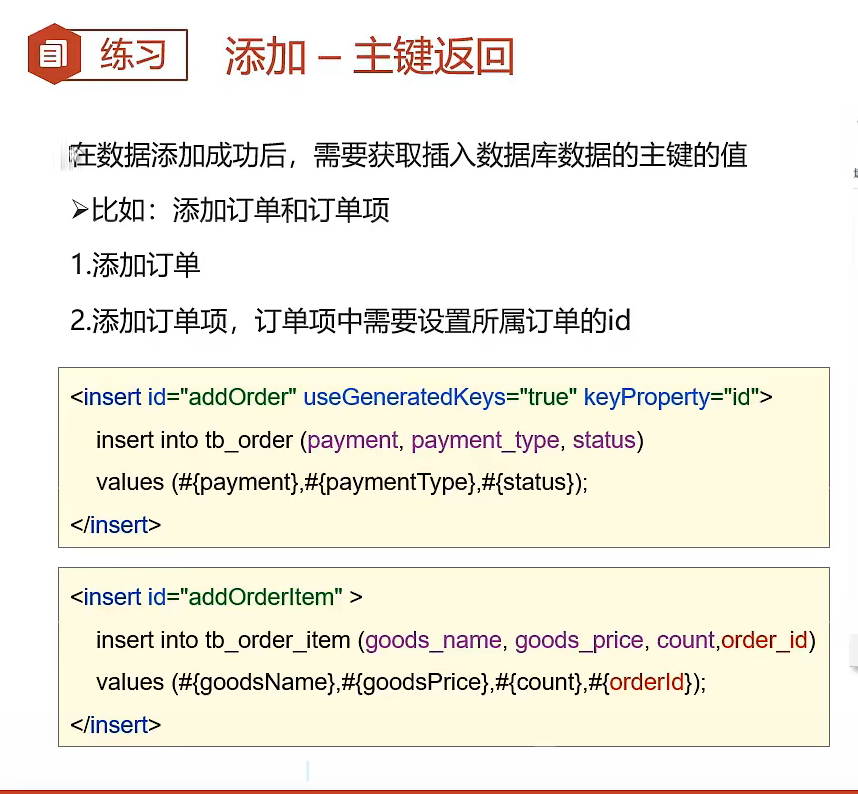 练习
添加 – 主键返回
在数据添加成功后，需要获取插入数据库数据的主键的值
➢比如：添加订单和订单项
1.添加订单
2.添加订单项，订单项中需要设置所属订单的id
<insert id="addOrder" useGeneratedKeys="true" keyProperty="id">
insert into tb_order (payment, payment_type, status)
values (#{payment},#{paymentType},#{status});
</insert>
<insert id="addOrderItem" >
insert into tb_order_item (goods_name, goods_price, count,order_id)
values (#{goodsName},#{goodsPrice},#{count},#{orderId});
</insert>